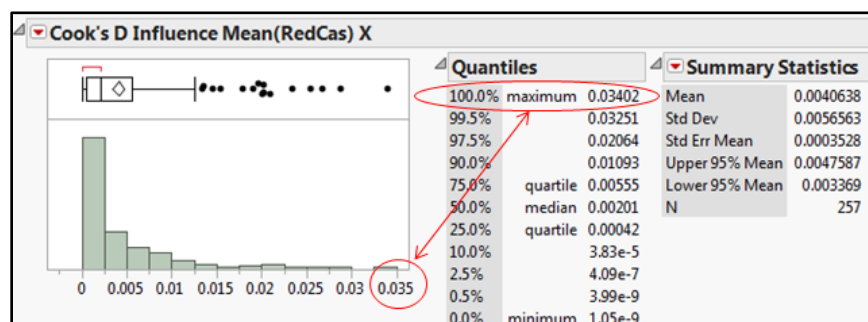 Cook's D Influence Mean(RedCas) X
Quantiles
100.0% maximum 0.03402
99.5% 0.03251
97.5% 0.02064
90.0% 0.01093
75.0% quartile 0.00555
50.0% median 0.00201
25.0% quartile 0.00042
10.0% 3.83e-5
2.5% 4.09e-7
0.5% 3.99e-9
0.0% minimum 1.05e-9
Summary Statistics
Mean 0.0040638
Std Dev 0.0056563
Std Err Mean 0.0003528
Upper 95% Mean 0.0047587
Lower 95% Mean 0.003369
N 257
0 0.005 0.01 0.015 0.02 0.025 0.03 0.035